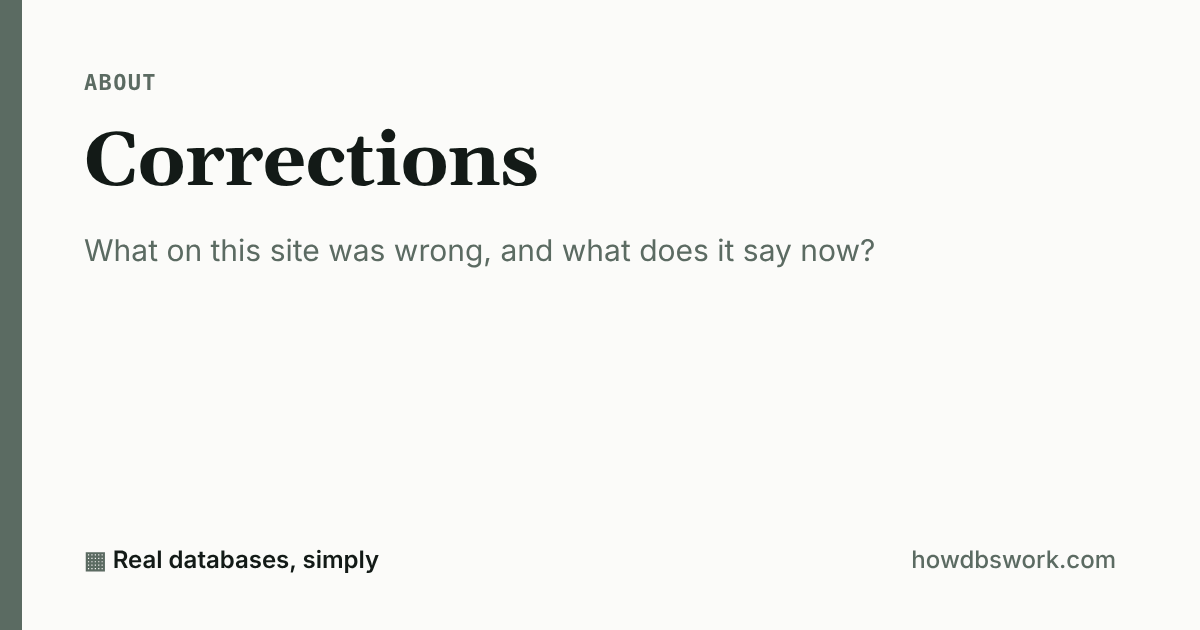 ABOUT
Corrections
What on this site was wrong, and what does it say now?
▦ Real databases, simply
howdbswork.com